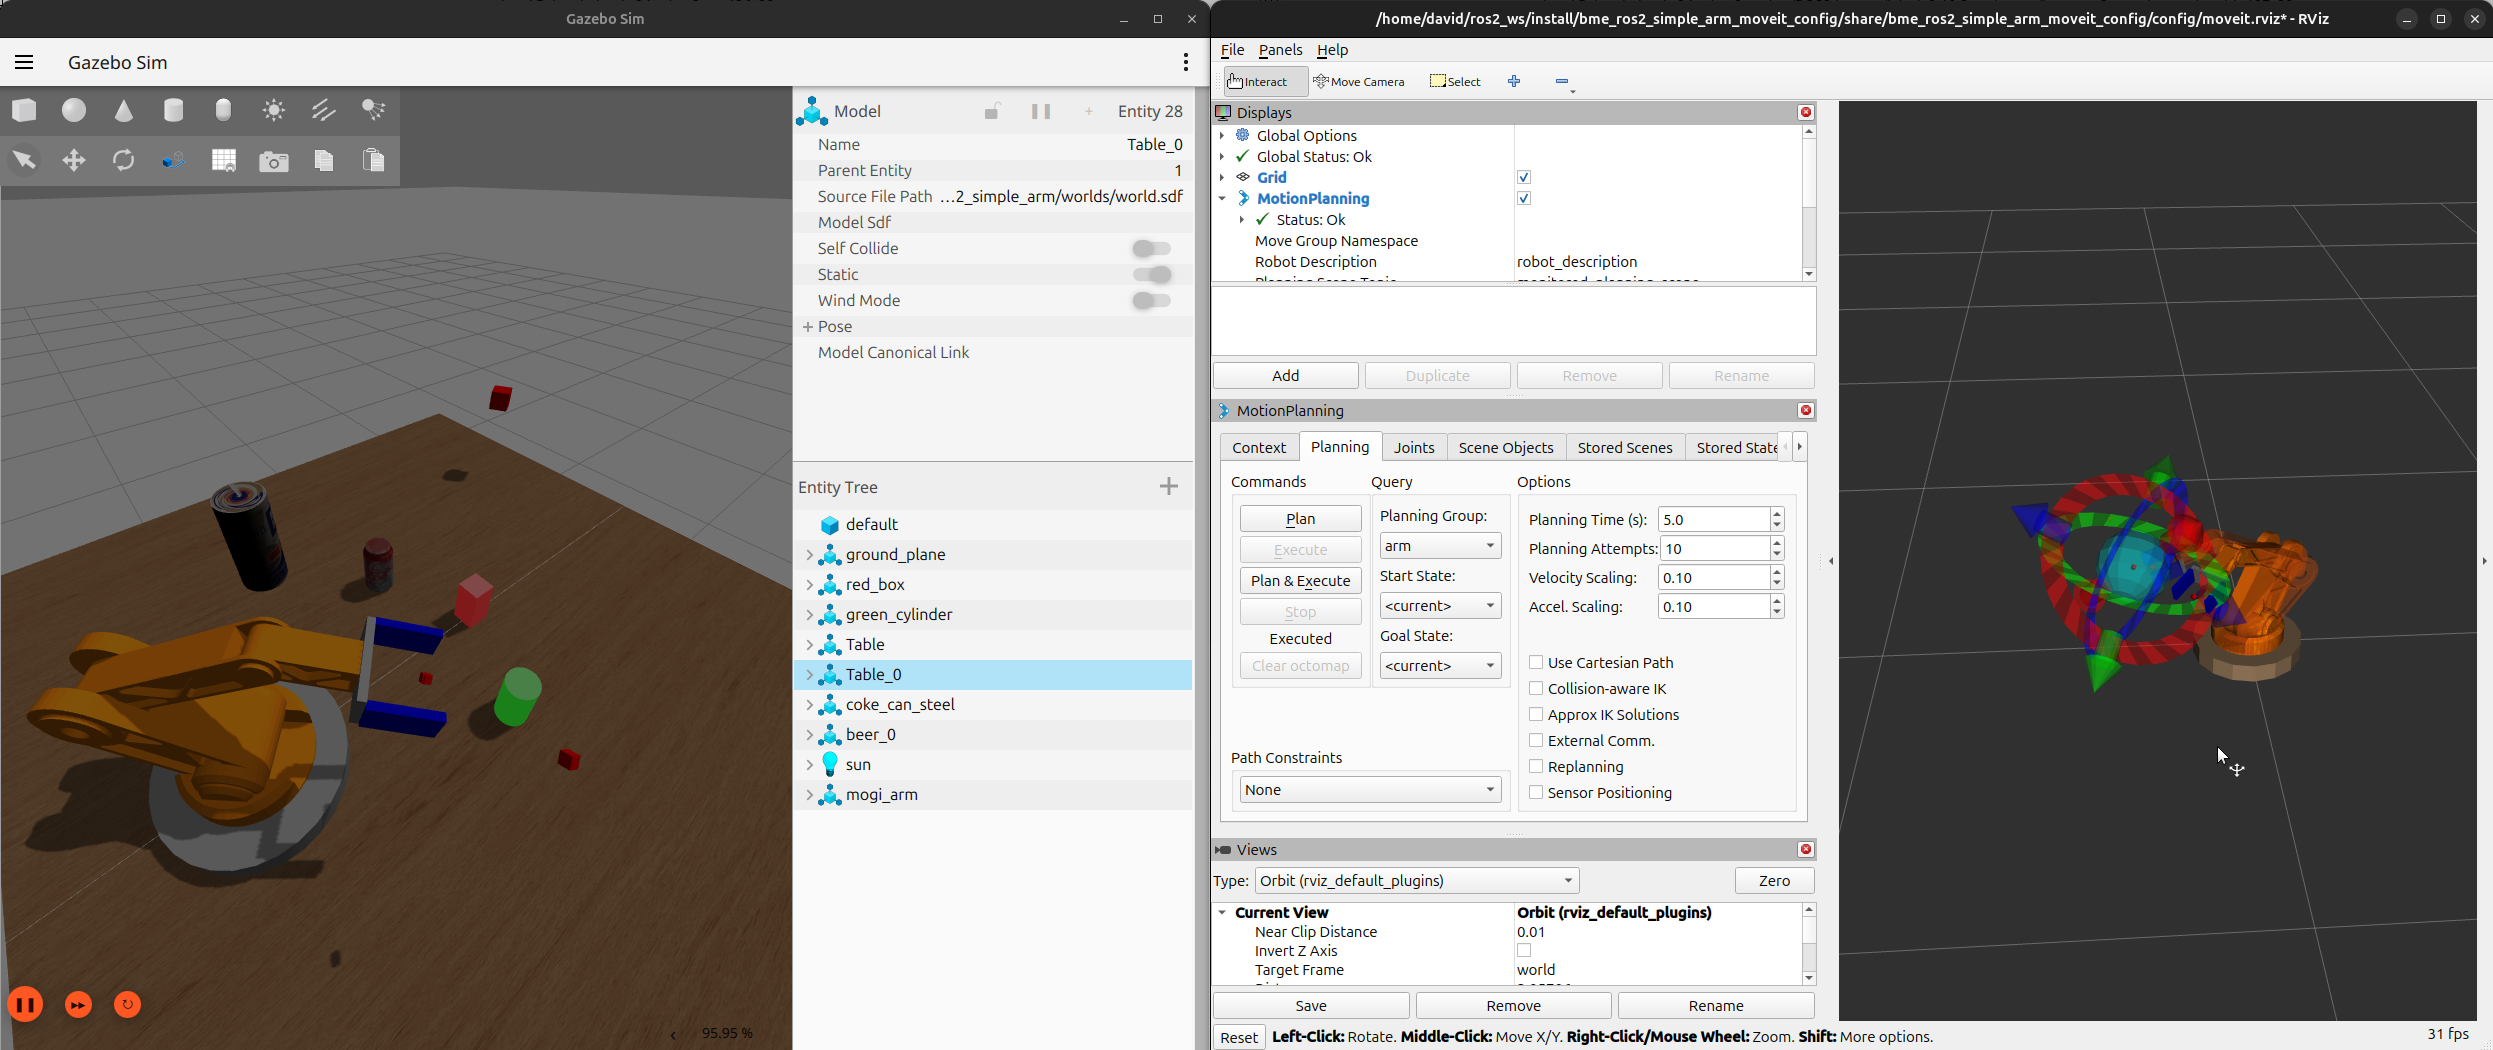 Gazebo Sim
Gazebo Sim
Model
Entity 28
Name
Table_0
Parent Entity
1
Source File Path
...2_simple_arm/worlds/world.sdf
Model Sdf
Self Collide
Static
Wind Mode
Pose
Model Canonical Link
Entity Tree
default
ground_plane
red_box
green_cylinder
Table
Table_0
coke_can_steel
beer_0
sun
mogi_arm
95.95 %
/home/david/ros2_ws/install/bme_ros2_simple_arm_moveit_config/share/bme_ros2_simple_arm_moveit_config/config/moveit.rviz* - RViz
File Panels Help
Interact Move Camera Select
Displays
Global Options
Global Status: Ok
Grid
MotionPlanning
Status: Ok
Move Group Namespace
Robot Description robot_description
Planning Scene Topic monitored_planning_scene
Add Duplicate Remove Rename
MotionPlanning
Context Planning Joints Scene Objects Stored Scenes Stored State
Commands
Plan
Execute
Plan & Execute
Stop
Executed
Clear octomap
Query
Planning Group:
arm
Start State:
<current>
Goal State:
<current>
Options
Planning Time (s): 5.0
Planning Attempts: 10
Velocity Scaling: 0.10
Accel. Scaling: 0.10
Use Cartesian Path
Collision-aware IK
Approx IK Solutions
External Comm.
Replanning
Sensor Positioning
Path Constraints
None
Views
Type: Orbit (rviz_default_plugins) Zero
Current View Orbit (rviz_default_plugins)
Near Clip Distance 0.01
Invert Z Axis
Target Frame world
Save Remove Rename
Reset Left-Click: Rotate. Middle-Click: Move X/Y. Right-Click/Mouse Wheel: Zoom. Shift: More options.
31 fps